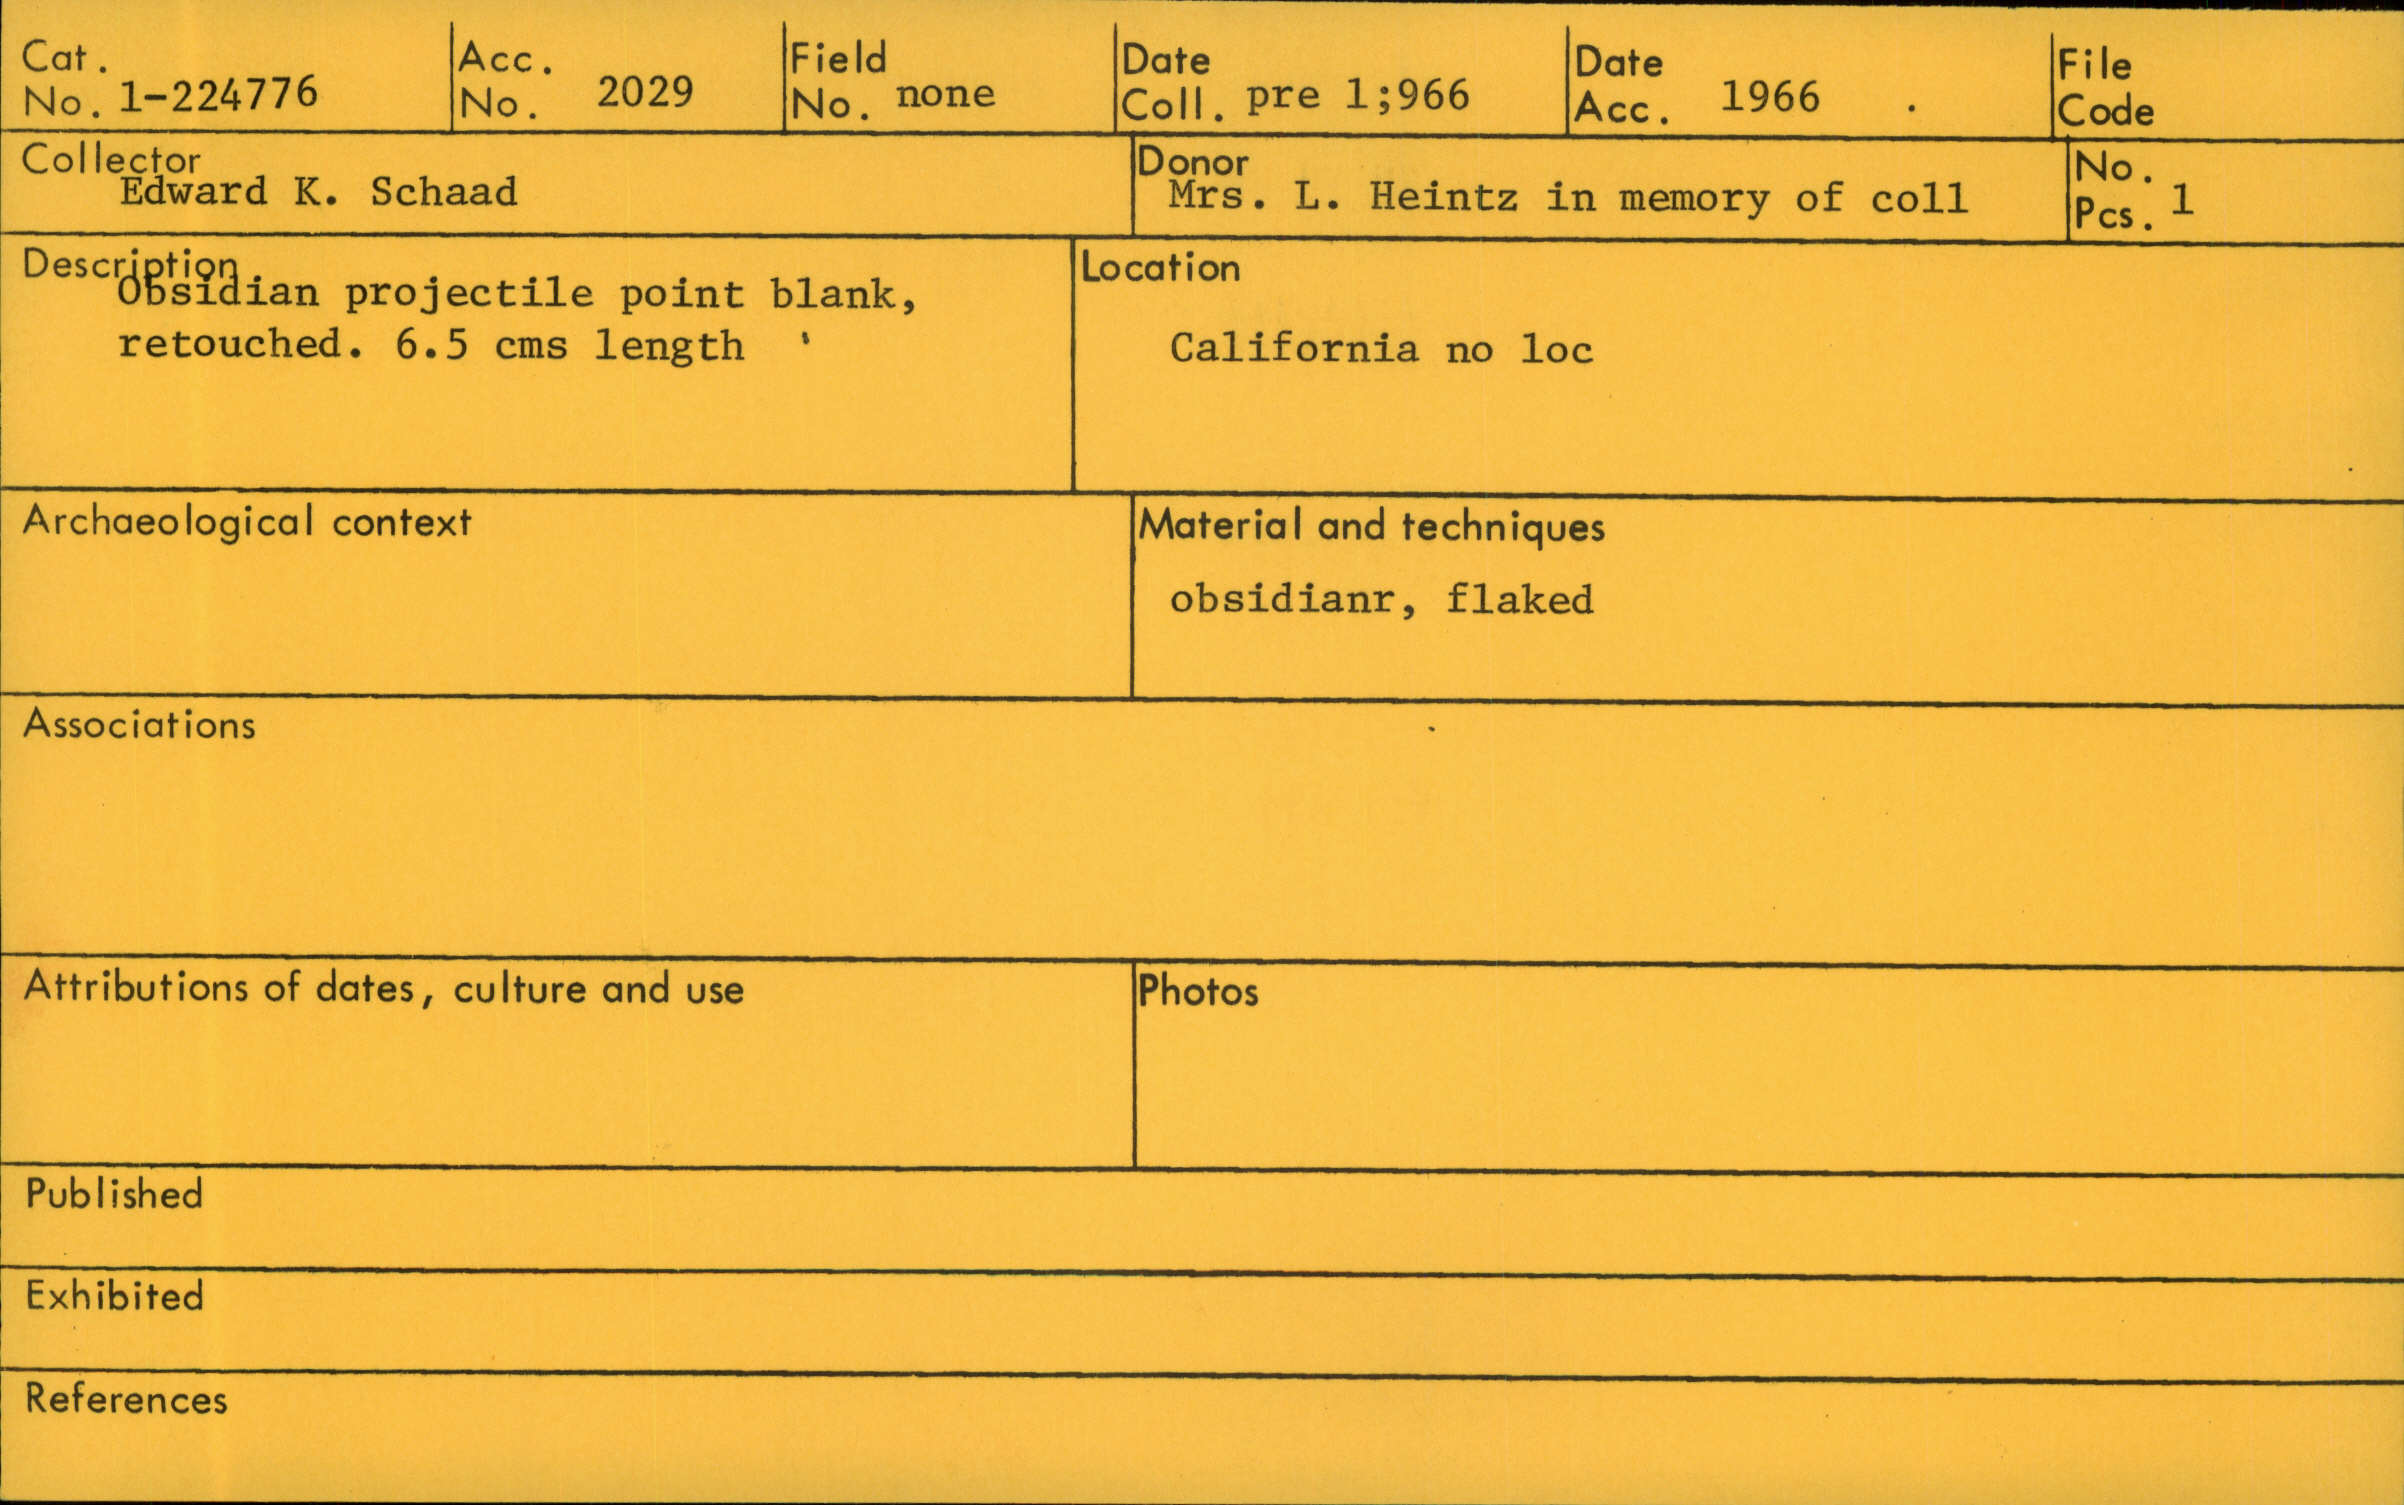 Cat. No. 1-224776
Acc. No. 2029
Field No. none
Date Coll. pre 1;966
Date Acc. 1966 .
File Code
Collector
Edward K. Schaad
Donor
Mrs. L. Heintz in memory of coll
No. Pcs. 1
Description
Obsidian projectile point blank,
retouched. 6.5 cms length
Location
California no loc
Archaeological context
Material and techniques
obsidianr, flaked
Associations
Attributions of dates, culture and use
Photos
Published
Exhibited
References